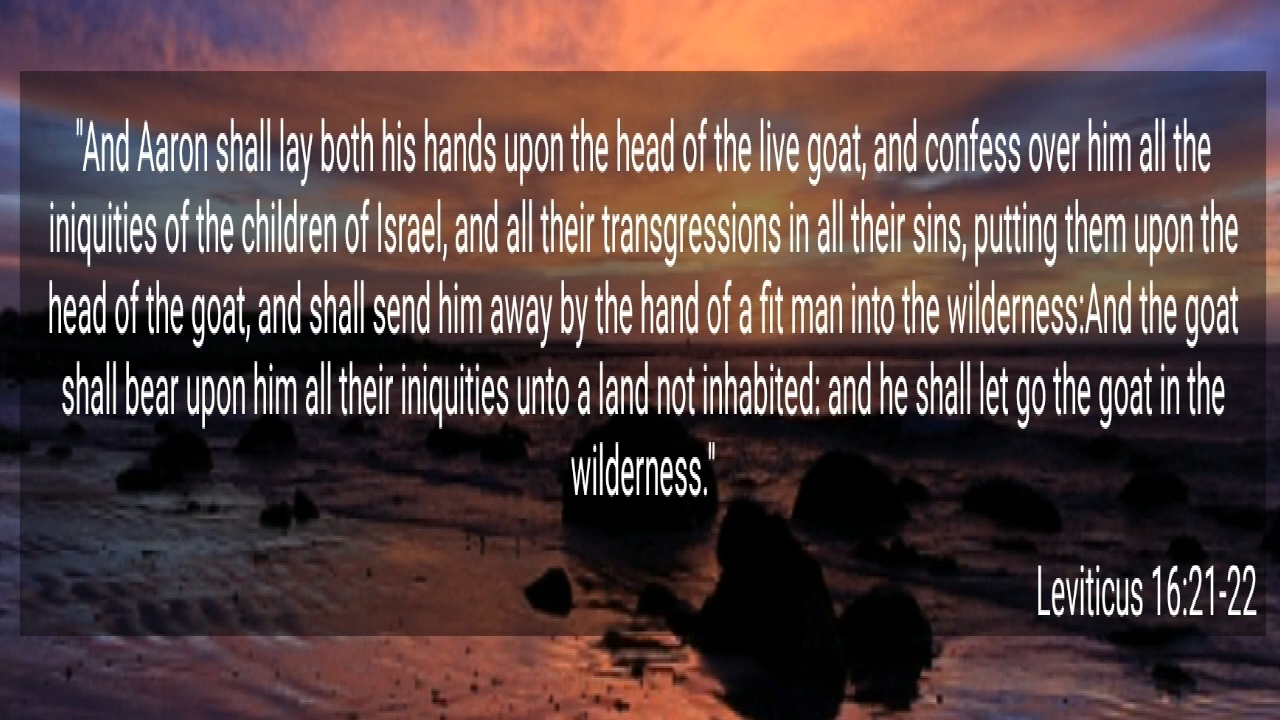 "And Aaron shall lay both his hands upon the head of the live goat, and confess over him all the
iniquities of the children of Israel, and all their transgressions in all their sins, putting them upon the
head of the goat, and shall send him away by the hand of a fit man into the wilderness:And the goat
shall bear upon him all their iniquities unto a land not inhabited: and he shall let go the goat in the
wilderness."
Leviticus 16:21-22